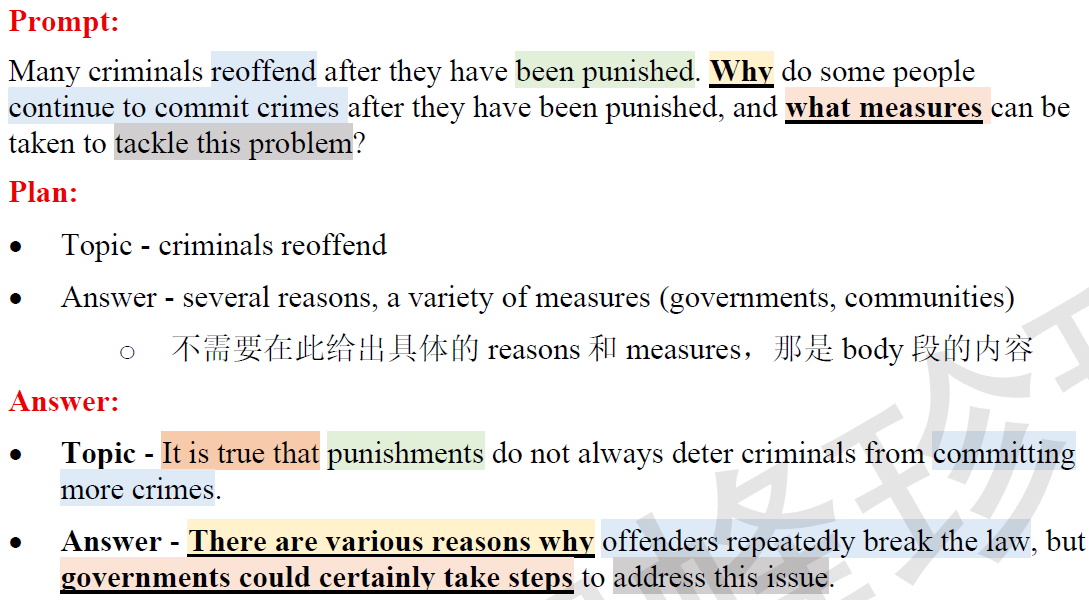 Prompt:
Many criminals reoffend after they have been punished. Why do some people
continue to commit crimes after they have been punished, and what measures can be
taken to tackle this problem?
Plan:
• Topic - criminals reoffend
• Answer - several reasons, a variety of measures (governments, communities)
○ 不需要在此给出具体的 reasons 和 measures，那是 body 段的内容
Answer:
• Topic - It is true that punishments do not always deter criminals from committing
more crimes.
• Answer - There are various reasons why offenders repeatedly break the law, but
governments could certainly take steps to address this issue.